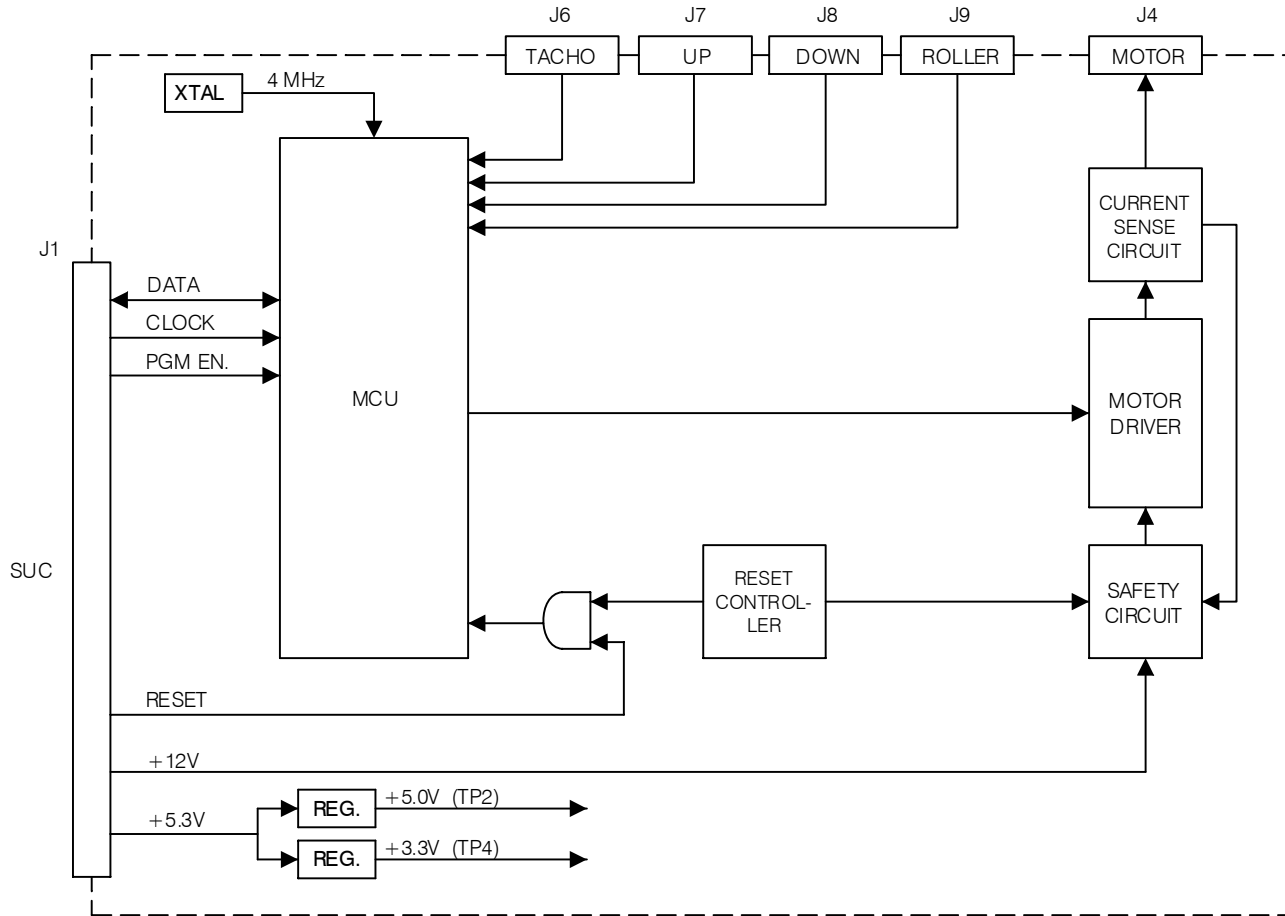 J6 J7 J8 J9 J4
TACHO UP DOWN ROLLER MOTOR
XTAL
4 MHz
CURRENT
SENSE
CIRCUIT
J1
DATA
CLOCK
PGM EN.
MCU
MOTOR
DRIVER
SUC
RESET
CONTROL-
LER
SAFETY
CIRCUIT
RESET
+12V
+5.3V
REG.
+5.0V (TP2)
REG.
+3.3V (TP4)